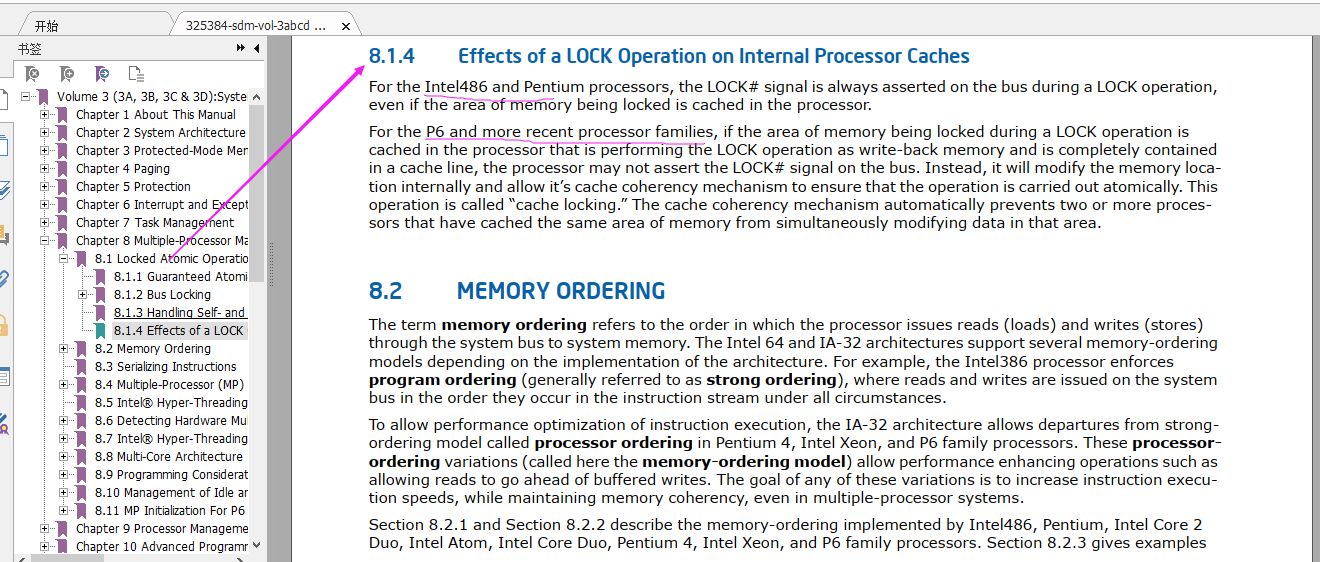 开始
325384-sdm-vol-3abcd ...
书签
Volume 3 (3A, 3B, 3C & 3D):Syste
Chapter 1 About This Manual
Chapter 2 System Architecture
Chapter 3 Protected-Mode Mer
Chapter 4 Paging
Chapter 5 Protection
Chapter 6 Interrupt and Except
Chapter 7 Task Management
Chapter 8 Multiple-Processor Ma
8.1 Locked Atomic Operatio
8.1.1 Guaranteed Atomi
8.1.2 Bus Locking
8.1.3 Handling Self- and
8.1.4 Effects of a LOCK
8.2 Memory Ordering
8.3 Serializing Instructions
8.4 Multiple-Processor (MP)
8.5 Intel® Hyper-Threading
8.6 Detecting Hardware Mul
8.7 Intel® Hyper-Threading
8.8 Multi-Core Architecture
8.9 Programming Considerat
8.10 Management of Idle ar
8.11 MP Initialization For P6
Chapter 9 Processor Manageme
Chapter 10 Advanced Programm
8.1.4 Effects of a LOCK Operation on Internal Processor Caches
For the Intel486 and Pentium processors, the LOCK# signal is always asserted on the bus during a LOCK operation,
even if the area of memory being locked is cached in the processor.
For the P6 and more recent processor families, if the area of memory being locked during a LOCK operation is
cached in the processor that is performing the LOCK operation as write-back memory and is completely contained
in a cache line, the processor may not assert the LOCK# signal on the bus. Instead, it will modify the memory loca-
tion internally and allow it's cache coherency mechanism to ensure that the operation is carried out atomically. This
operation is called “cache locking.” The cache coherency mechanism automatically prevents two or more proces-
sors that have cached the same area of memory from simultaneously modifying data in that area.
8.2 MEMORY ORDERING
The term memory ordering refers to the order in which the processor issues reads (loads) and writes (stores)
through the system bus to system memory. The Intel 64 and IA-32 architectures support several memory-ordering
models depending on the implementation of the architecture. For example, the Intel386 processor enforces
program ordering (generally referred to as strong ordering), where reads and writes are issued on the system
bus in the order they occur in the instruction stream under all circumstances.
To allow performance optimization of instruction execution, the IA-32 architecture allows departures from strong-
ordering model called processor ordering in Pentium 4, Intel Xeon, and P6 family processors. These processor-
ordering variations (called here the memory-ordering model) allow performance enhancing operations such as
allowing reads to go ahead of buffered writes. The goal of any of these variations is to increase instruction execu-
tion speeds, while maintaining memory coherency, even in multiple-processor systems.
Section 8.2.1 and Section 8.2.2 describe the memory-ordering implemented by Intel486, Pentium, Intel Core 2
Duo, Intel Atom, Intel Core Duo, Pentium 4, Intel Xeon, and P6 family processors. Section 8.2.3 gives examples